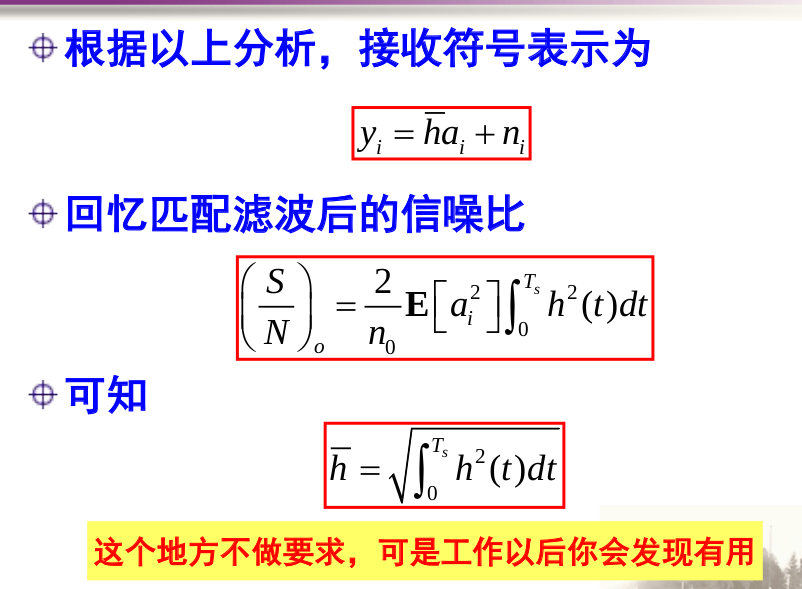 根据以上分析，接收符号表示为
$y_i = \overline{h}a_i + n_i$
回忆匹配滤波后的信噪比
$\left(\frac{S}{N}\right)_o = \frac{2}{n_0}\mathbf{E}\left[a_i^2\right]\int_0^{T_s} h^2(t)dt$
可知
$\overline{h} = \sqrt{\int_0^{T_s} h^2(t)dt}$
这个地方不做要求，可是工作以后你会发现有用